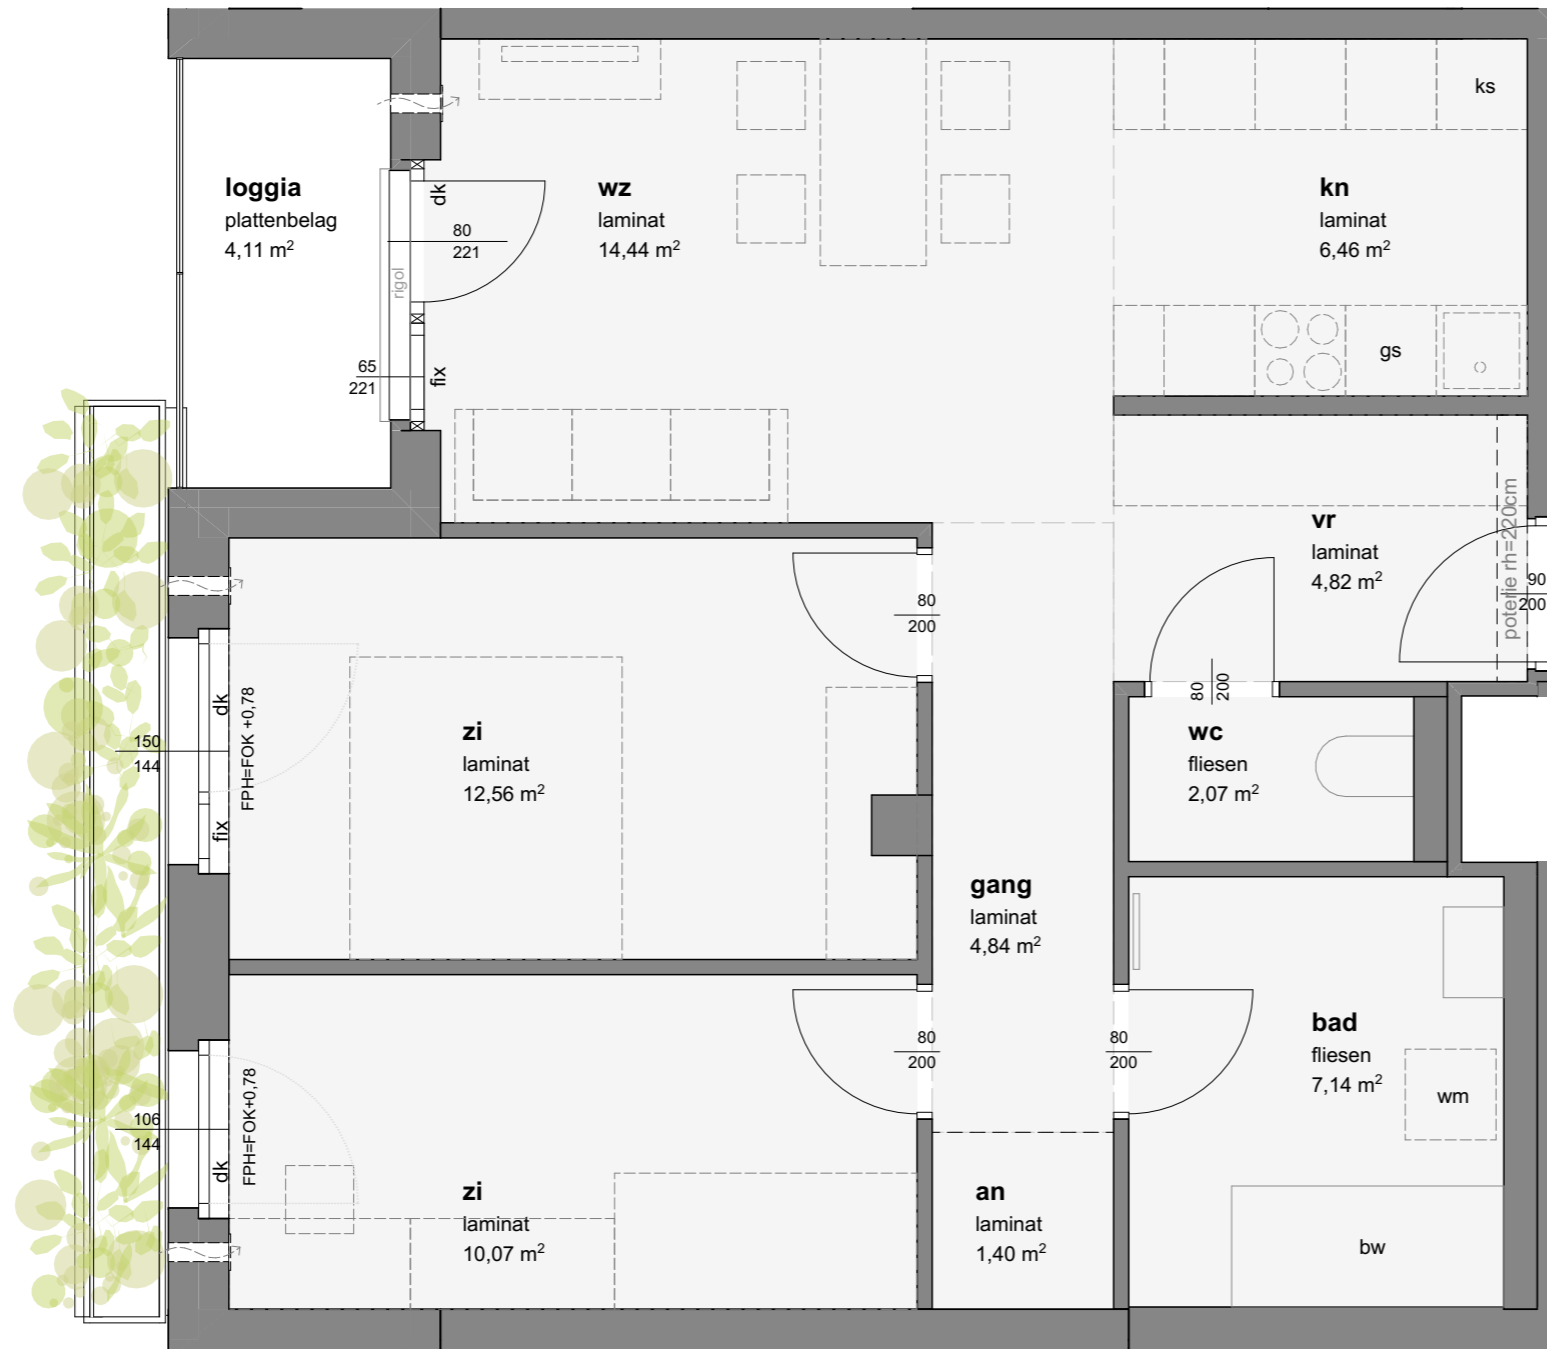 ks
loggia
plattenbelag
4,11 m²
dk
80
221
rigol
65
221
fix
wz
laminat
14,44 m²
kn
laminat
6,46 m²
gs
vr
laminat
4,82 m²
poterie rh=220cm
90
200
80
200
80
200
zi
laminat
12,56 m²
dk
fix
FPH=FOK +0,78
150
144
wc
fliesen
2,07 m²
gang
laminat
4,84 m²
80
200
80
200
bad
fliesen
7,14 m²
wm
bw
106
144
dk
FPH=FOK+0,78
zi
laminat
10,07 m²
an
laminat
1,40 m²